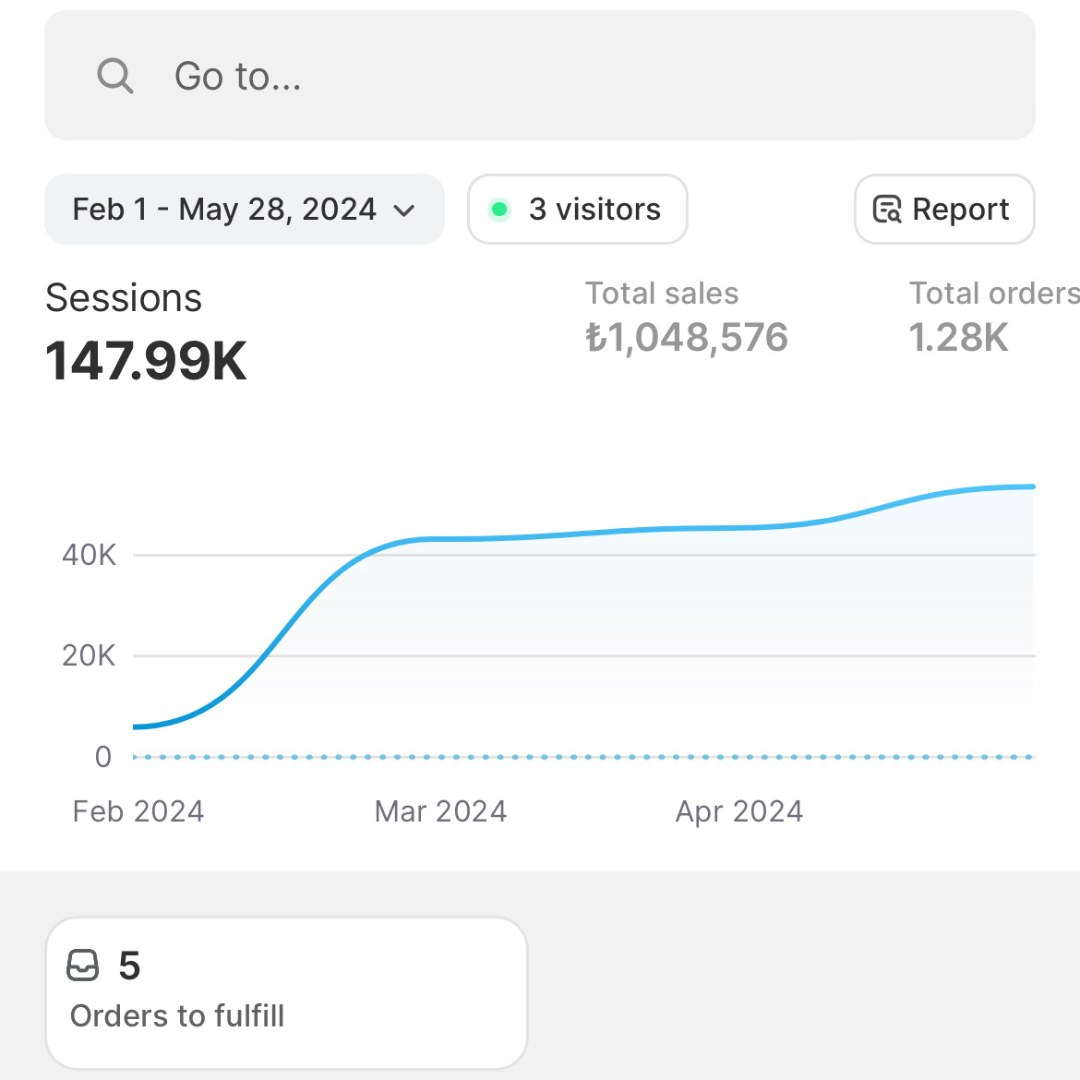 Go to...
Feb 1 - May 28, 2024
3 visitors
Report
Sessions
147.99K
Total sales
₺1,048,576
Total orders
1.28K
40K
20K
0
Feb 2024
Mar 2024
Apr 2024
5
Orders to fulfill